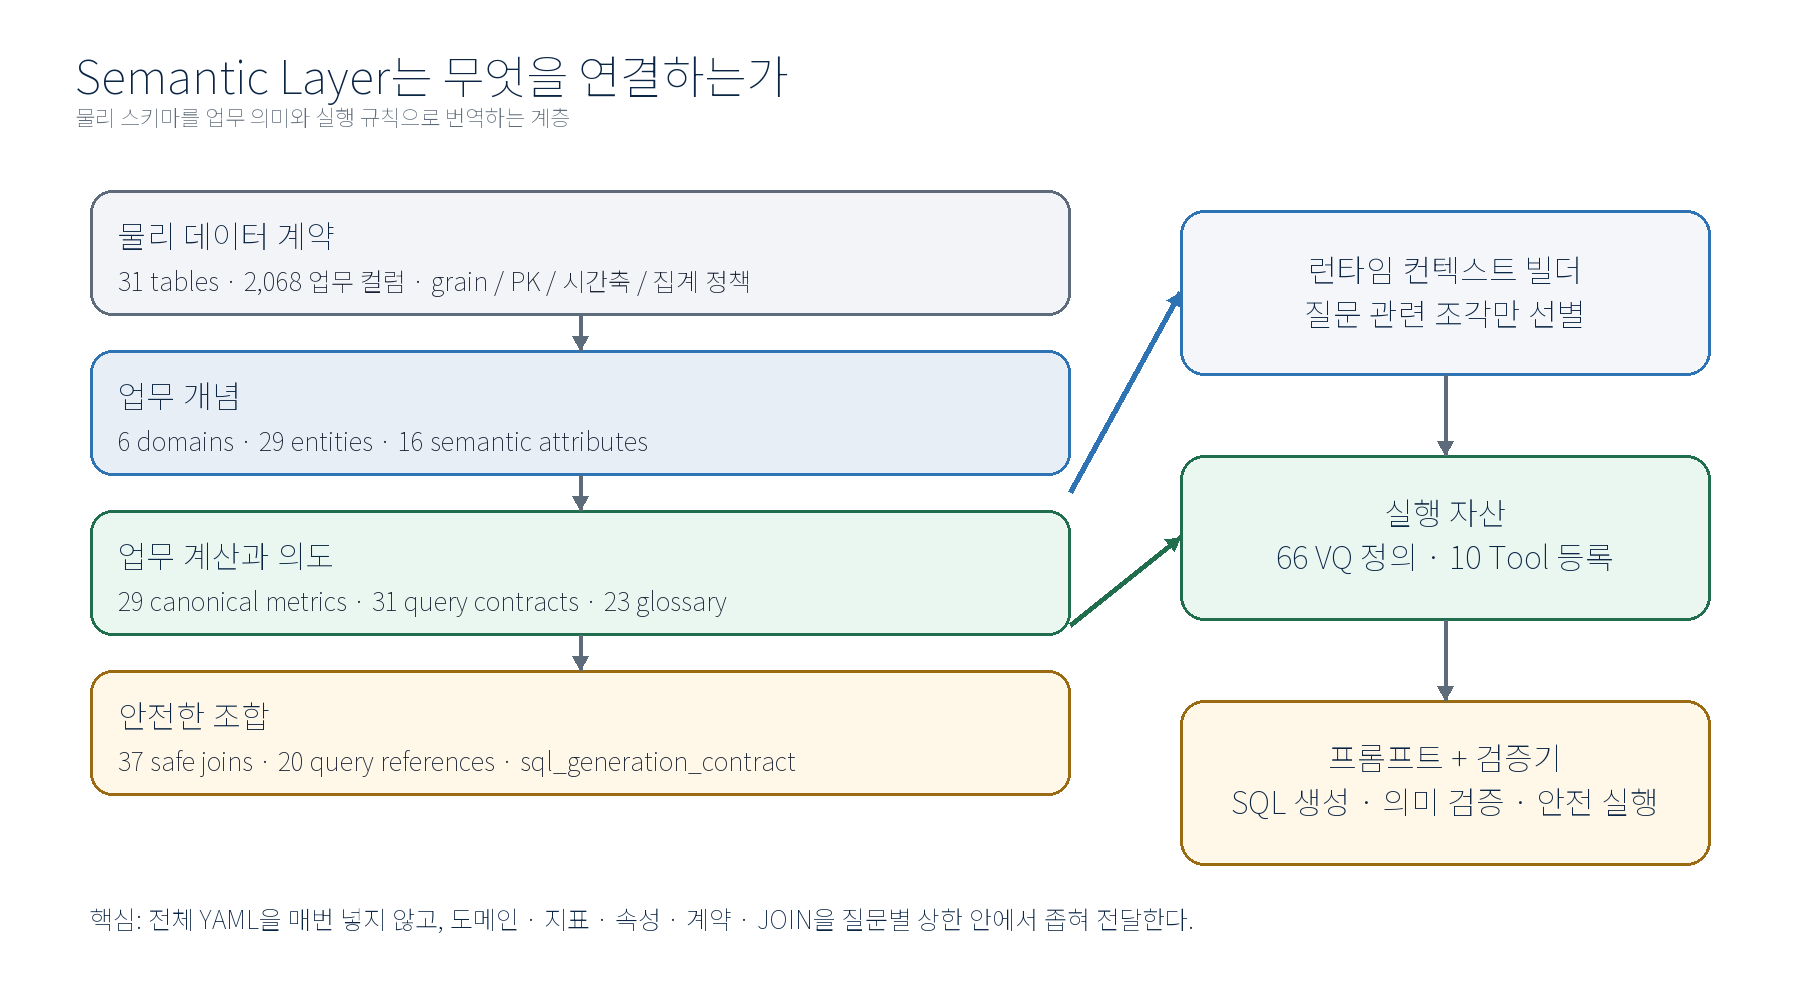 Semantic Layer는 무엇을 연결하는가
물리 스키마를 업무 의미와 실행 규칙으로 번역하는 계층
물리 데이터 계약
31 tables · 2,068 업무 컬럼 · grain / PK / 시간축 / 집계 정책
업무 개념
6 domains · 29 entities · 16 semantic attributes
업무 계산과 의도
29 canonical metrics · 31 query contracts · 23 glossary
안전한 조합
37 safe joins · 20 query references · sql_generation_contract
런타임 컨텍스트 빌더
질문 관련 조각만 선별
실행 자산
66 VQ 정의 · 10 Tool 등록
프롬프트 + 검증기
SQL 생성 · 의미 검증 · 안전 실행
핵심: 전체 YAML을 매번 넣지 않고, 도메인 · 지표 · 속성 · 계약 · JOIN을 질문별 상한 안에서 좁혀 전달한다.